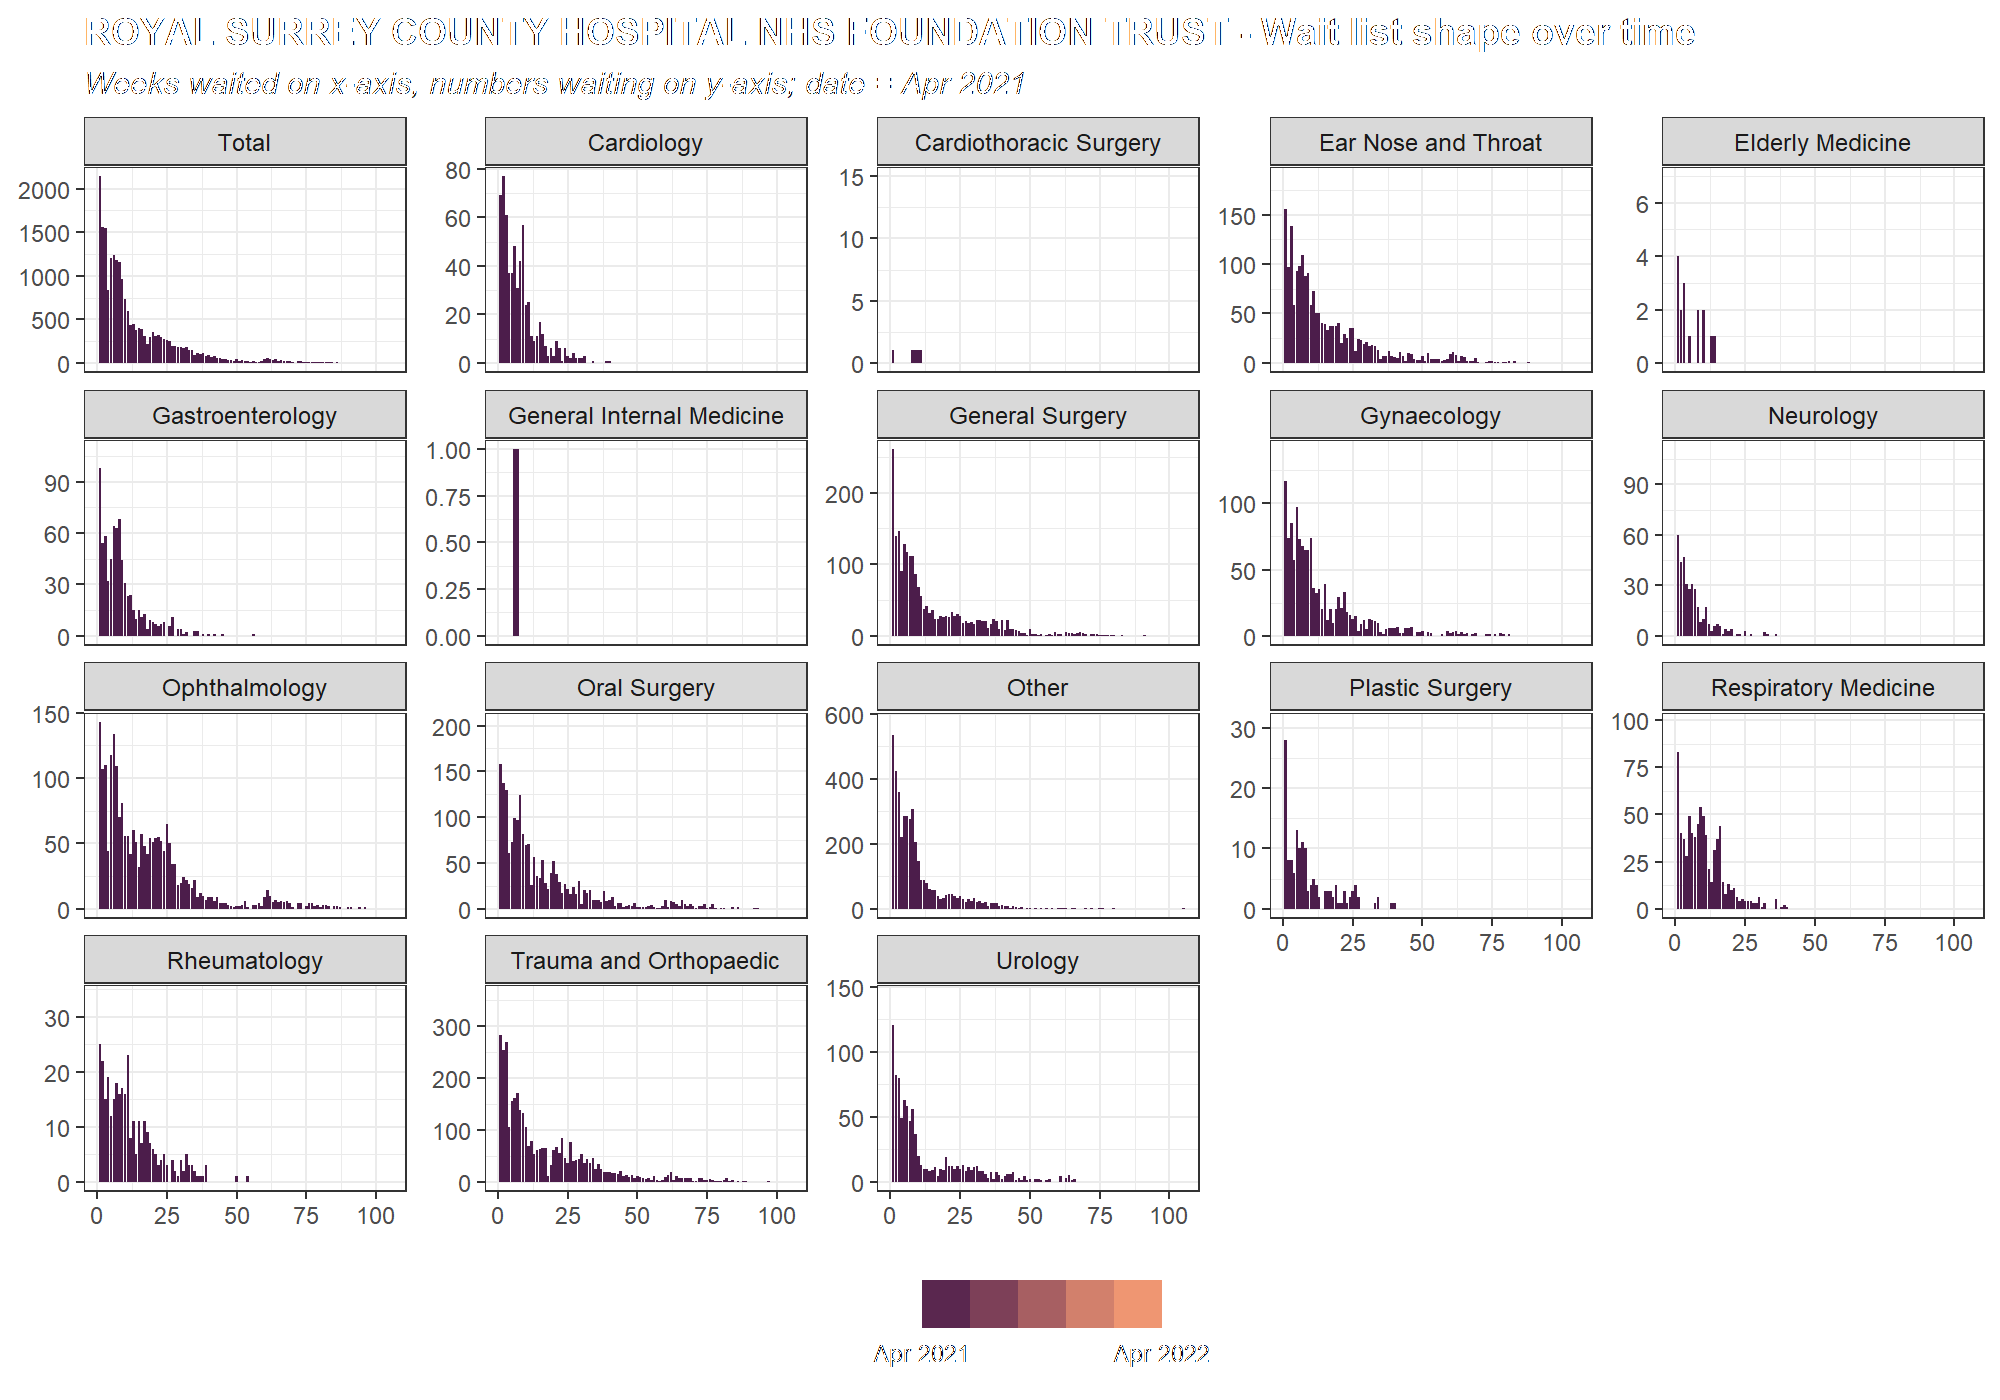 ROYAL SURREY COUNTY HOSPITAL NHS FOUNDATION TRUST - Wait list shape over time
Weeks waited on x-axis, numbers waiting on y-axis; date = Apr 2021
Total
Cardiology
Cardiothoracic Surgery
Ear Nose and Throat
Elderly Medicine
2000
1500
1000
500
0
80
60
40
20
0
15
10
5
0
150
100
50
0
6
4
2
0
Gastroenterology
General Internal Medicine
General Surgery
Gynaecology
Neurology
90
60
30
0
1.00
0.75
0.50
0.25
0.00
200
100
0
100
50
0
90
60
30
0
Ophthalmology
Oral Surgery
Other
Plastic Surgery
Respiratory Medicine
150
100
50
0
200
150
100
50
0
600
400
200
0
30
20
10
0
100
75
50
25
0
0 25 50 75 100
0 25 50 75 100
Rheumatology
Trauma and Orthopaedic
Urology
30
20
10
0
300
200
100
0
150
100
50
0
0 25 50 75 100
0 25 50 75 100
0 25 50 75 100
Apr 2021
Apr 2022